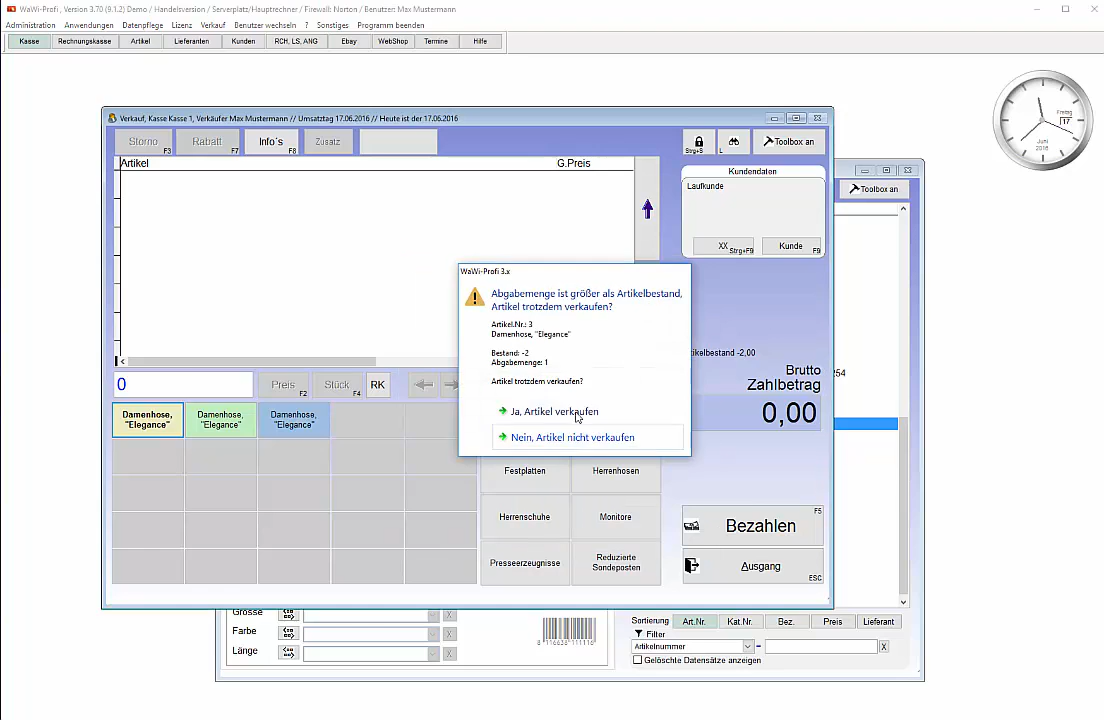 WaWi-Profi , Version 3.70 (9.1.2) Demo / Handelsversion / Serverplatz/Hauptrechner / Firewall: Norton / Benutzer: Max Mustermann
Administration Anwendungen Datenpflege Lizenz Verkauf Benutzer wechseln ? Sonstiges Programm beenden
Kasse Rechnungskasse Artikel Lieferanten Kunden RCH, LS, ANG Ebay WebShop Termine Hilfe
Freitag
17
Juni
2016
Verkauf, Kasse Kasse 1, Verkäufer Max Mustermann // Umsatztag 17.06.2016 // Heute ist der 17.06.2016
Storno F3 Rabatt F7 Info´s F8 Zusatz Strg+S L Toolbox an
Artikel G.Preis
Kundendaten
Laufkunde
XX Strg+F9 Kunde F9
Toolbox an
WaWi-Profi 3.x
Abgabemenge ist größer als Artikelbestand,
Artikel trotzdem verkaufen?
Artikel.Nr.: 3
Damenhose, "Elegance"
Bestand: -2
Abgabemenge: 1
Artikel trotzdem verkaufen?
Ja, Artikel verkaufen
Nein, Artikel nicht verkaufen
rtikelbestand -2,00
Brutto
Zahlbetrag
0,00
254
0 Preis F2 Stück F4 RK
Damenhose, "Elegance" Damenhose, "Elegance" Damenhose, "Elegance"
Festplatten Herrenhosen
Herrenschuhe Monitore
Presseerzeugnisse Reduzierte Sondeposten
Bezahlen F5
Ausgang ESC
Grösse X
Farbe X
Länge X
8 116638 111116
Sortierung Art.Nr. Kat.Nr. Bez. Preis Lieferant
Filter
Artikelnummer = X
Gelöschte Datensätze anzeigen